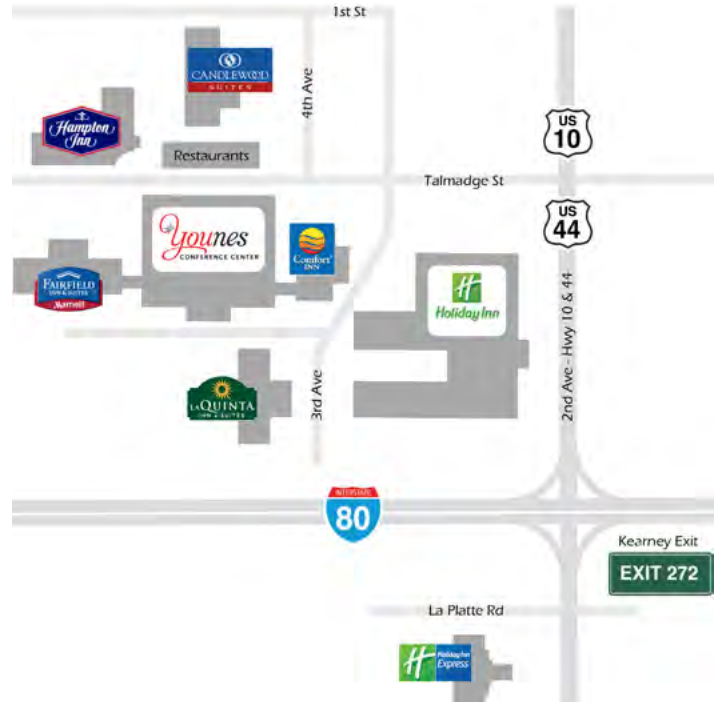 1st St
CANDLEWOOD
SUITES
4th Ave
Hampton
Inn
US
10
Restaurants
Talmadge St
US
44
Younes
CONFERENCE CENTER
Comfort
INN
FAIRFIELD
INN & SUITES
Marriott
Holiday Inn
2nd Ave - Hwy 10 & 44
LAQUINTA
INN & SUITES
3rd Ave
INTERSTATE
80
Kearney Exit
EXIT 272
La Platte Rd
Holiday Inn
Express